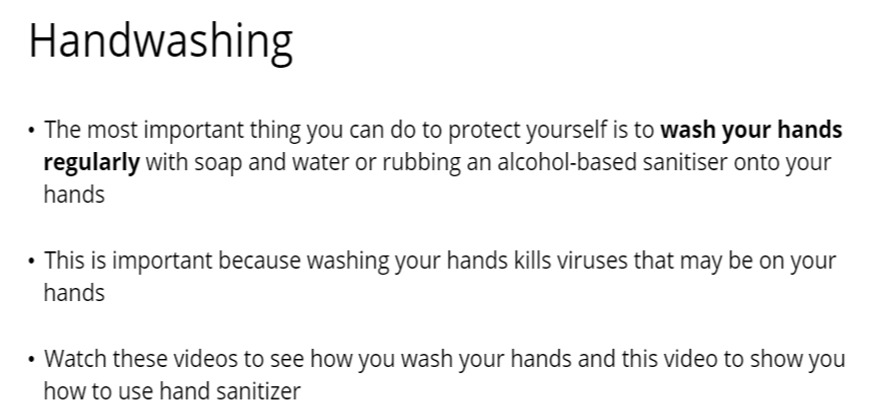 Handwashing
• The most important thing you can do to protect yourself is to wash your hands
regularly with soap and water or rubbing an alcohol-based sanitiser onto your
hands
• This is important because washing your hands kills viruses that may be on your
hands
• Watch these videos to see how you wash your hands and this video to show you
how to use hand sanitizer